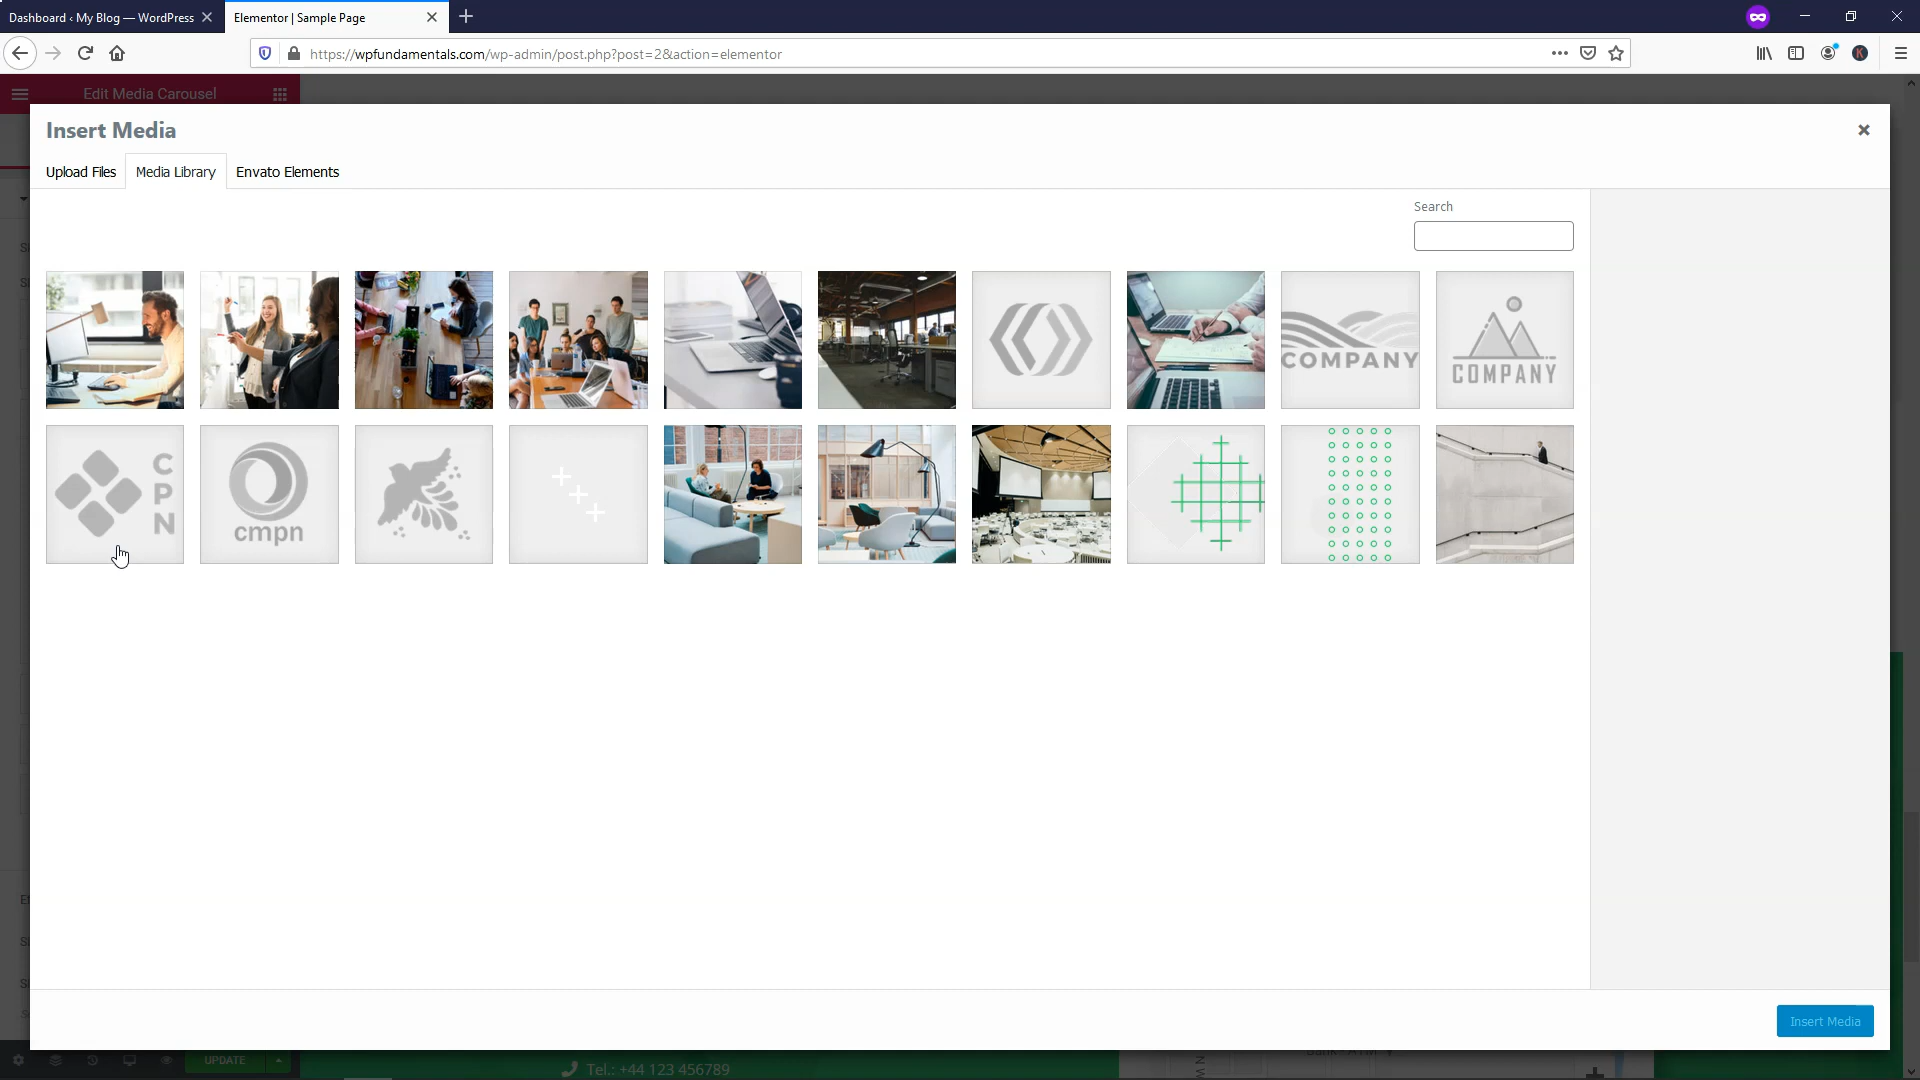 Dashboard ‹ My Blog — WordPress
Elementor | Sample Page
https://wpfundamentals.com/wp-admin/post.php?post=2&action=elementor
Edit Media Carousel
Insert Media
Upload Files
Media Library
Envato Elements
Search
COMPANY
COMPANY
CPN
cmpn
Insert Media
UPDATE
Tel.: +44 123 456789